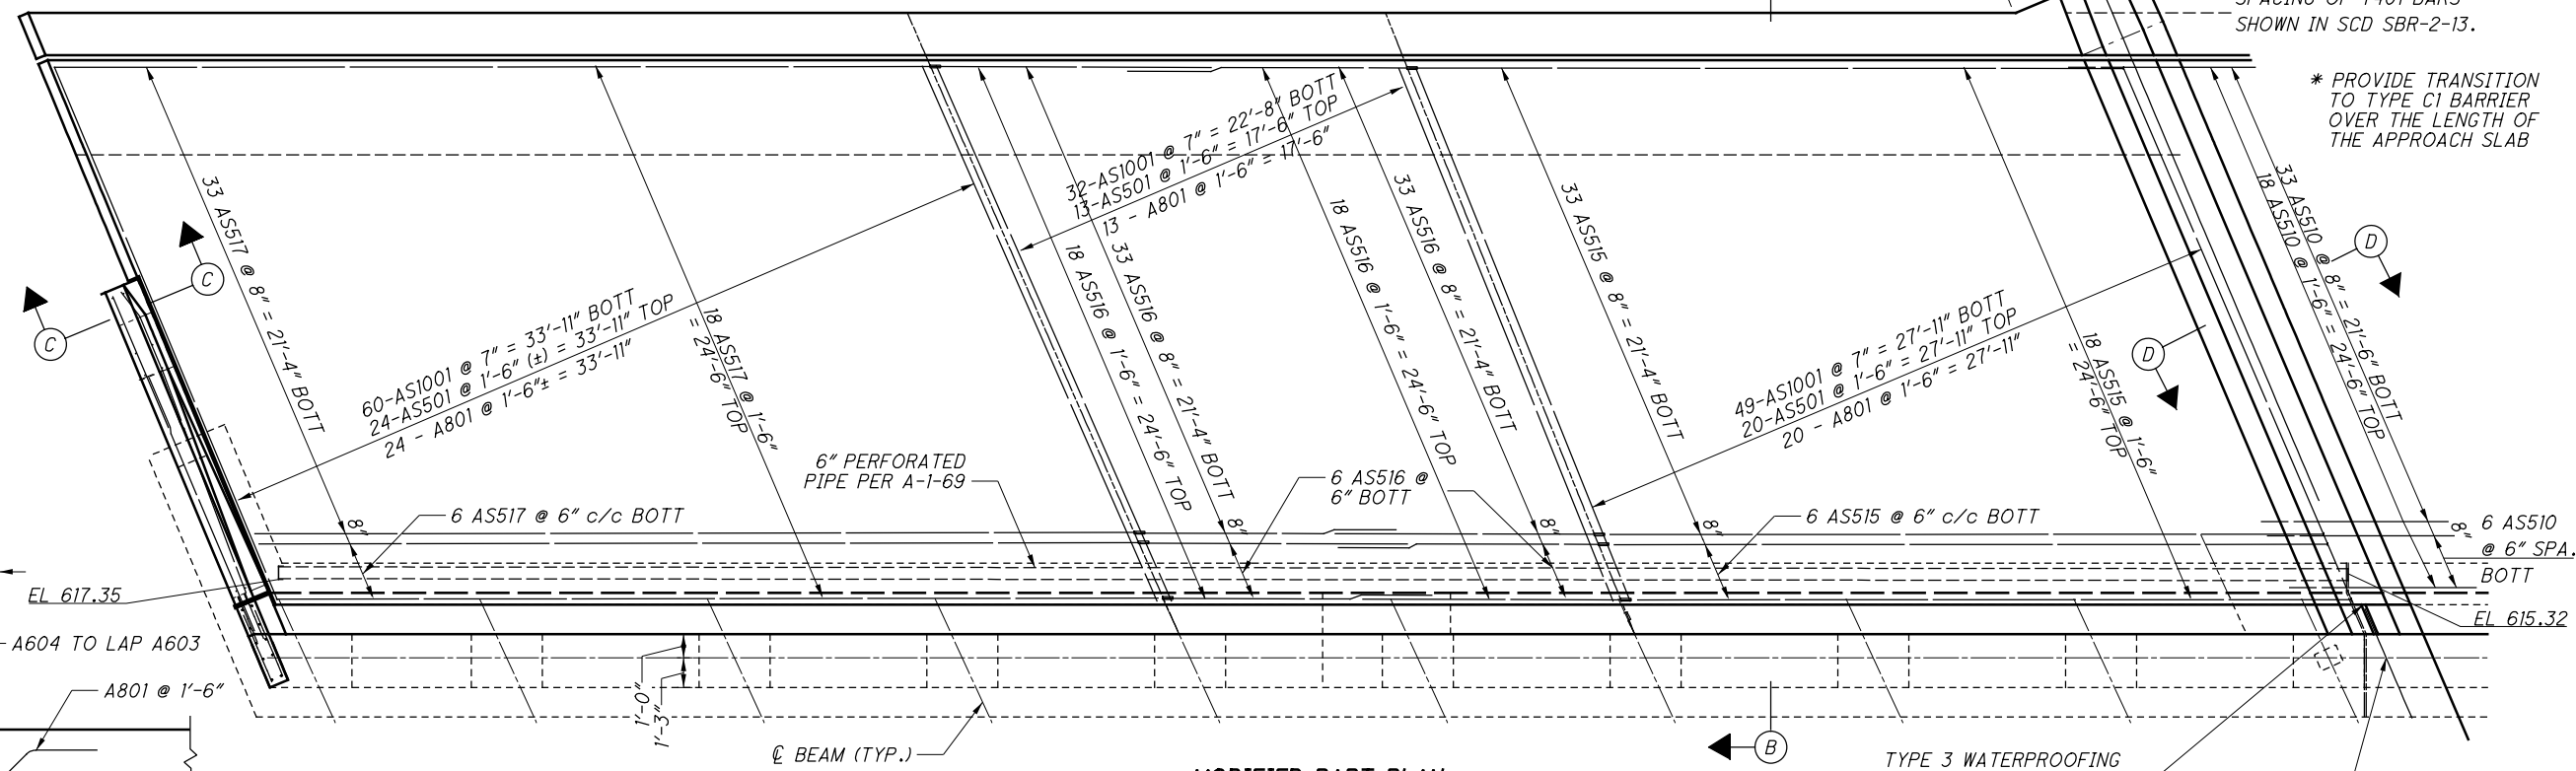 SHOWN IN SCD SBR-2-13.
* PROVIDE TRANSITION
TO TYPE C1 BARRIER
OVER THE LENGTH OF
THE APPROACH SLAB
33 AS517 @ 8" = 21'-4" BOTT
18 AS517 @ 1'-6"
= 24'-6" TOP
60-AS1001 @ 7" = 33'-11" BOTT
24-AS501 @ 1'-6" (±) = 33'-11" TOP
24 - A801 @ 1'-6"± = 33'-11"
32-AS1001 @ 7" = 22'-8" BOTT
13-AS501 @ 1'-6" = 17'-6" TOP
13 - A801 @ 1'-6" = 17'-6"
18 AS516 @ 1'-6" = 24'-6" TOP
33 AS516 @ 8" = 21'-4" BOTT
18 AS516 @ 1'-6" = 24'-6" TOP
33 AS516 @ 8" = 21'-4" BOTT
33 AS515 @ 8" = 21'-4" BOTT
49-AS1001 @ 7" = 27'-11" BOTT
20-AS501 @ 1'-6" = 27'-11" TOP
20 - A801 @ 1'-6" = 27'-11"
18 AS515 @ 1'-6"
= 24'-6" TOP
33 AS510 @ 8" = 21'-6" BOTT
18 AS510 @ 1'-6" = 24'-6" TOP
C
C
D
D
6" PERFORATED
PIPE PER A-1-69
6 AS516 @
6" BOTT
6 AS517 @ 6" c/c BOTT
6 AS515 @ 6" c/c BOTT
8"
8"
8"
8"
8"
6 AS510
@ 6" SPA.
BOTT
EL 617.35
EL 615.32
A604 TO LAP A603
A801 @ 1'-6"
1'-0"
1'-3"
℄ BEAM (TYP.)
B
TYPE 3 WATERPROOFING